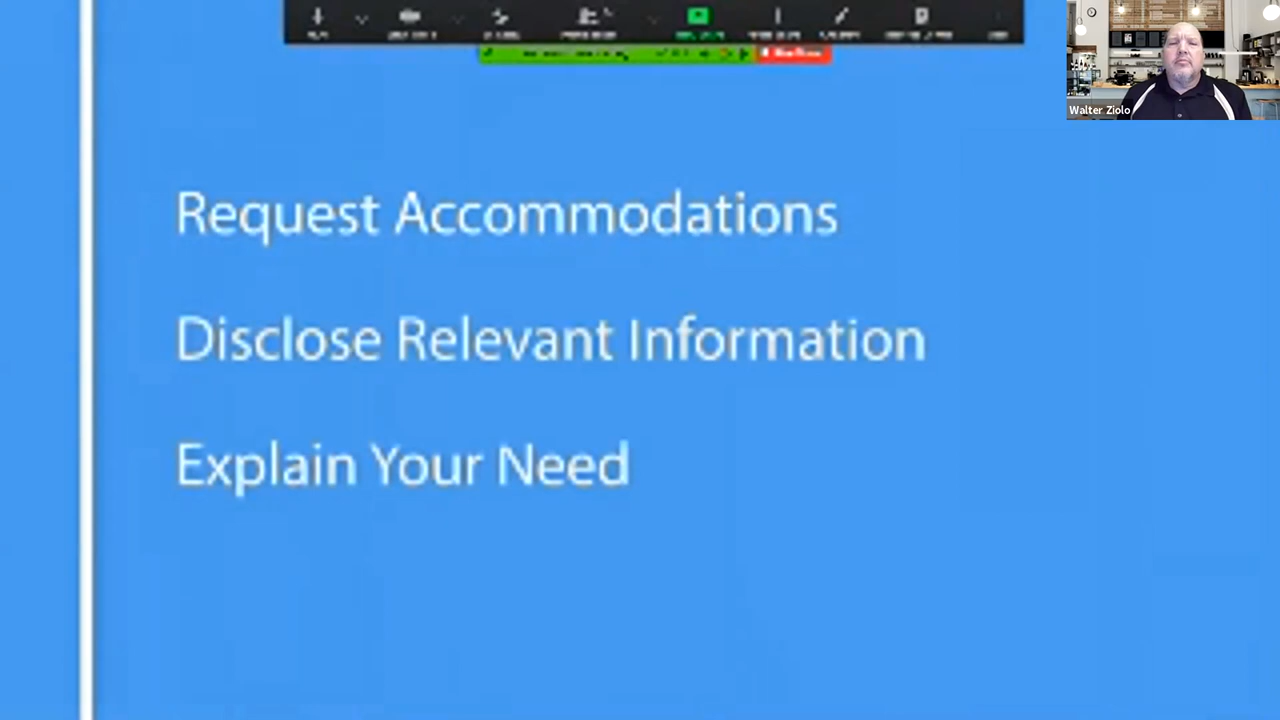 Walter Ziolo
Request Accommodations
Disclose Relevant Information
Explain Your Need